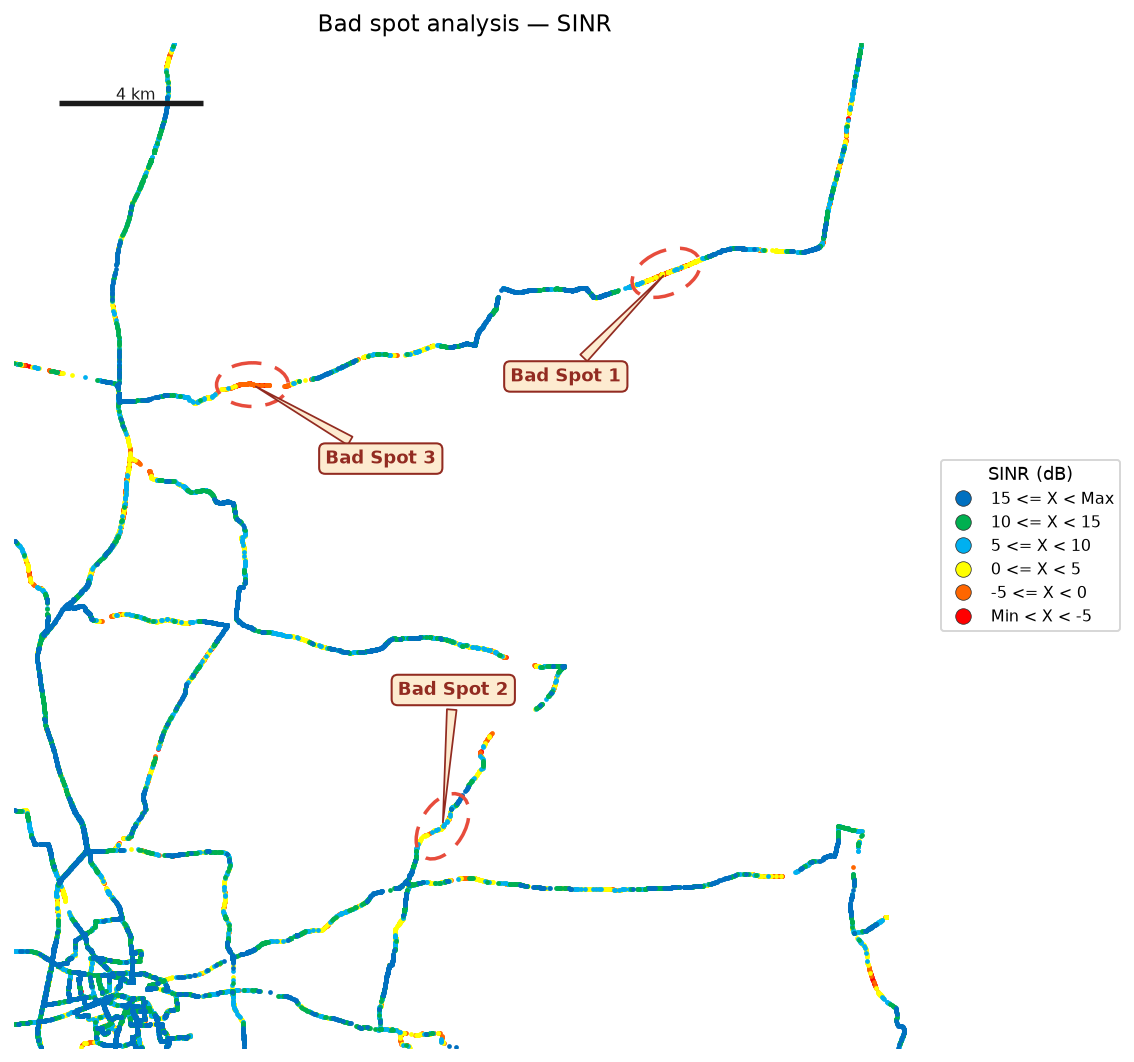 Bad spot analysis — SINR
4 km
Bad Spot 1
Bad Spot 3
SINR (dB)
15 <= X < Max
10 <= X < 15
5 <= X < 10
0 <= X < 5
-5 <= X < 0
Min < X < -5
Bad Spot 2